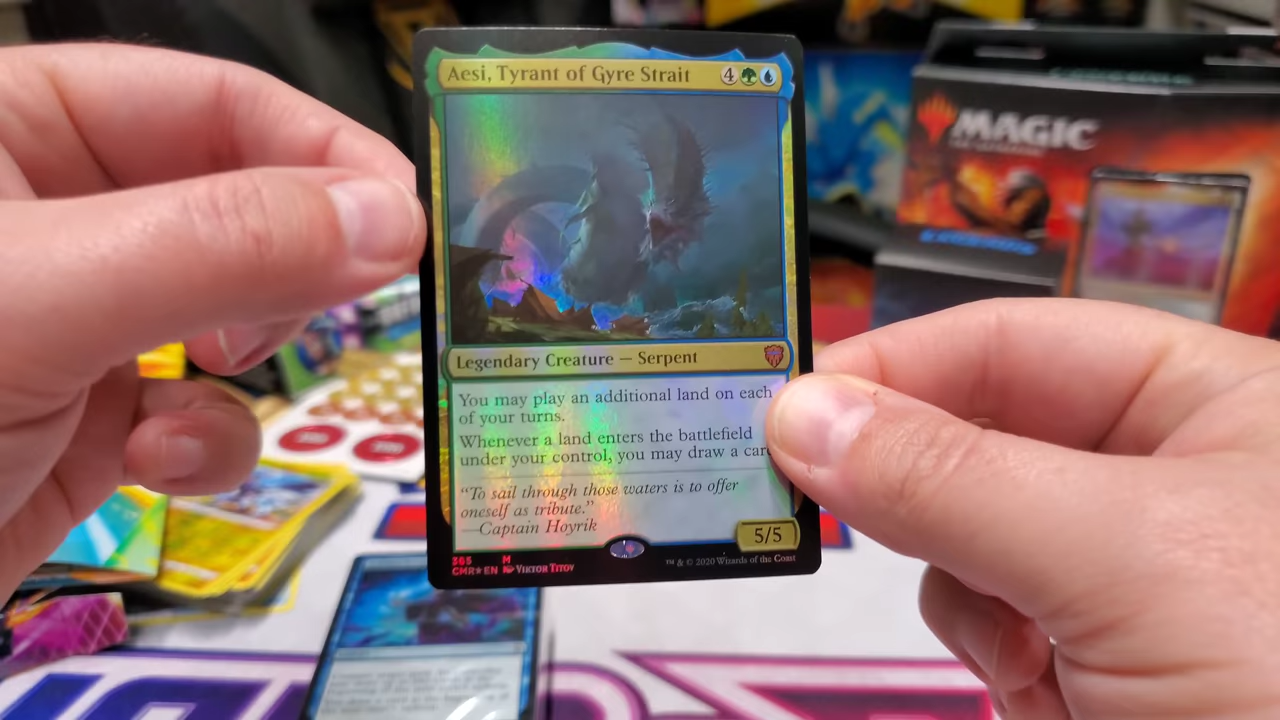 Aesi, Tyrant of Gyre Strait 4
MAGIC
Legendary Creature — Serpent
You may play an additional land on each
of your turns.
Whenever a land enters the battlefield
under your control, you may draw a car
"To sail through those waters is to offer
oneself as tribute."
—Captain Hoyrik
5/5
365 M
CMR★EN Viktor Titov
™ & © 2020 Wizards of the Coast